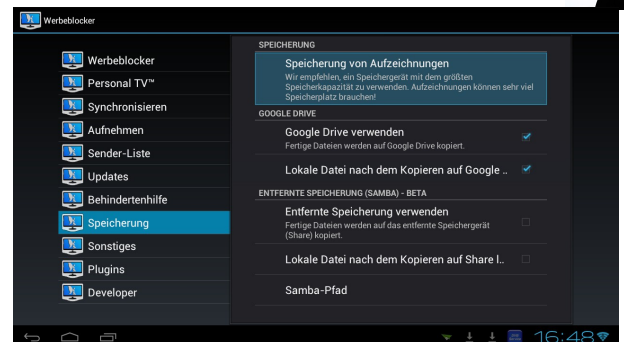 Werbeblocker
Werbeblocker
Personal TV™
Synchronisieren
Aufnehmen
Sender-Liste
Updates
Behindertenhilfe
Speicherung
Sonstiges
Plugins
Developer
SPEICHERUNG
Speicherung von Aufzeichnungen
Wir empfehlen, ein Speichergerät mit dem größten
Speicherkapazität zu verwenden. Aufzeichnungen können sehr viel
Speicherplatz brauchen!
GOOGLE DRIVE
Google Drive verwenden
Fertige Dateien werden auf Google Drive kopiert.
Lokale Datei nach dem Kopieren auf Google ..
ENTFERNTE SPEICHERUNG (SAMBA) - BETA
Entfernte Speicherung verwenden
Fertige Dateien werden auf das entfernte Speichergerät
(Share) kopiert.
Lokale Datei nach dem Kopieren auf Share l..
Samba-Pfad
16:48